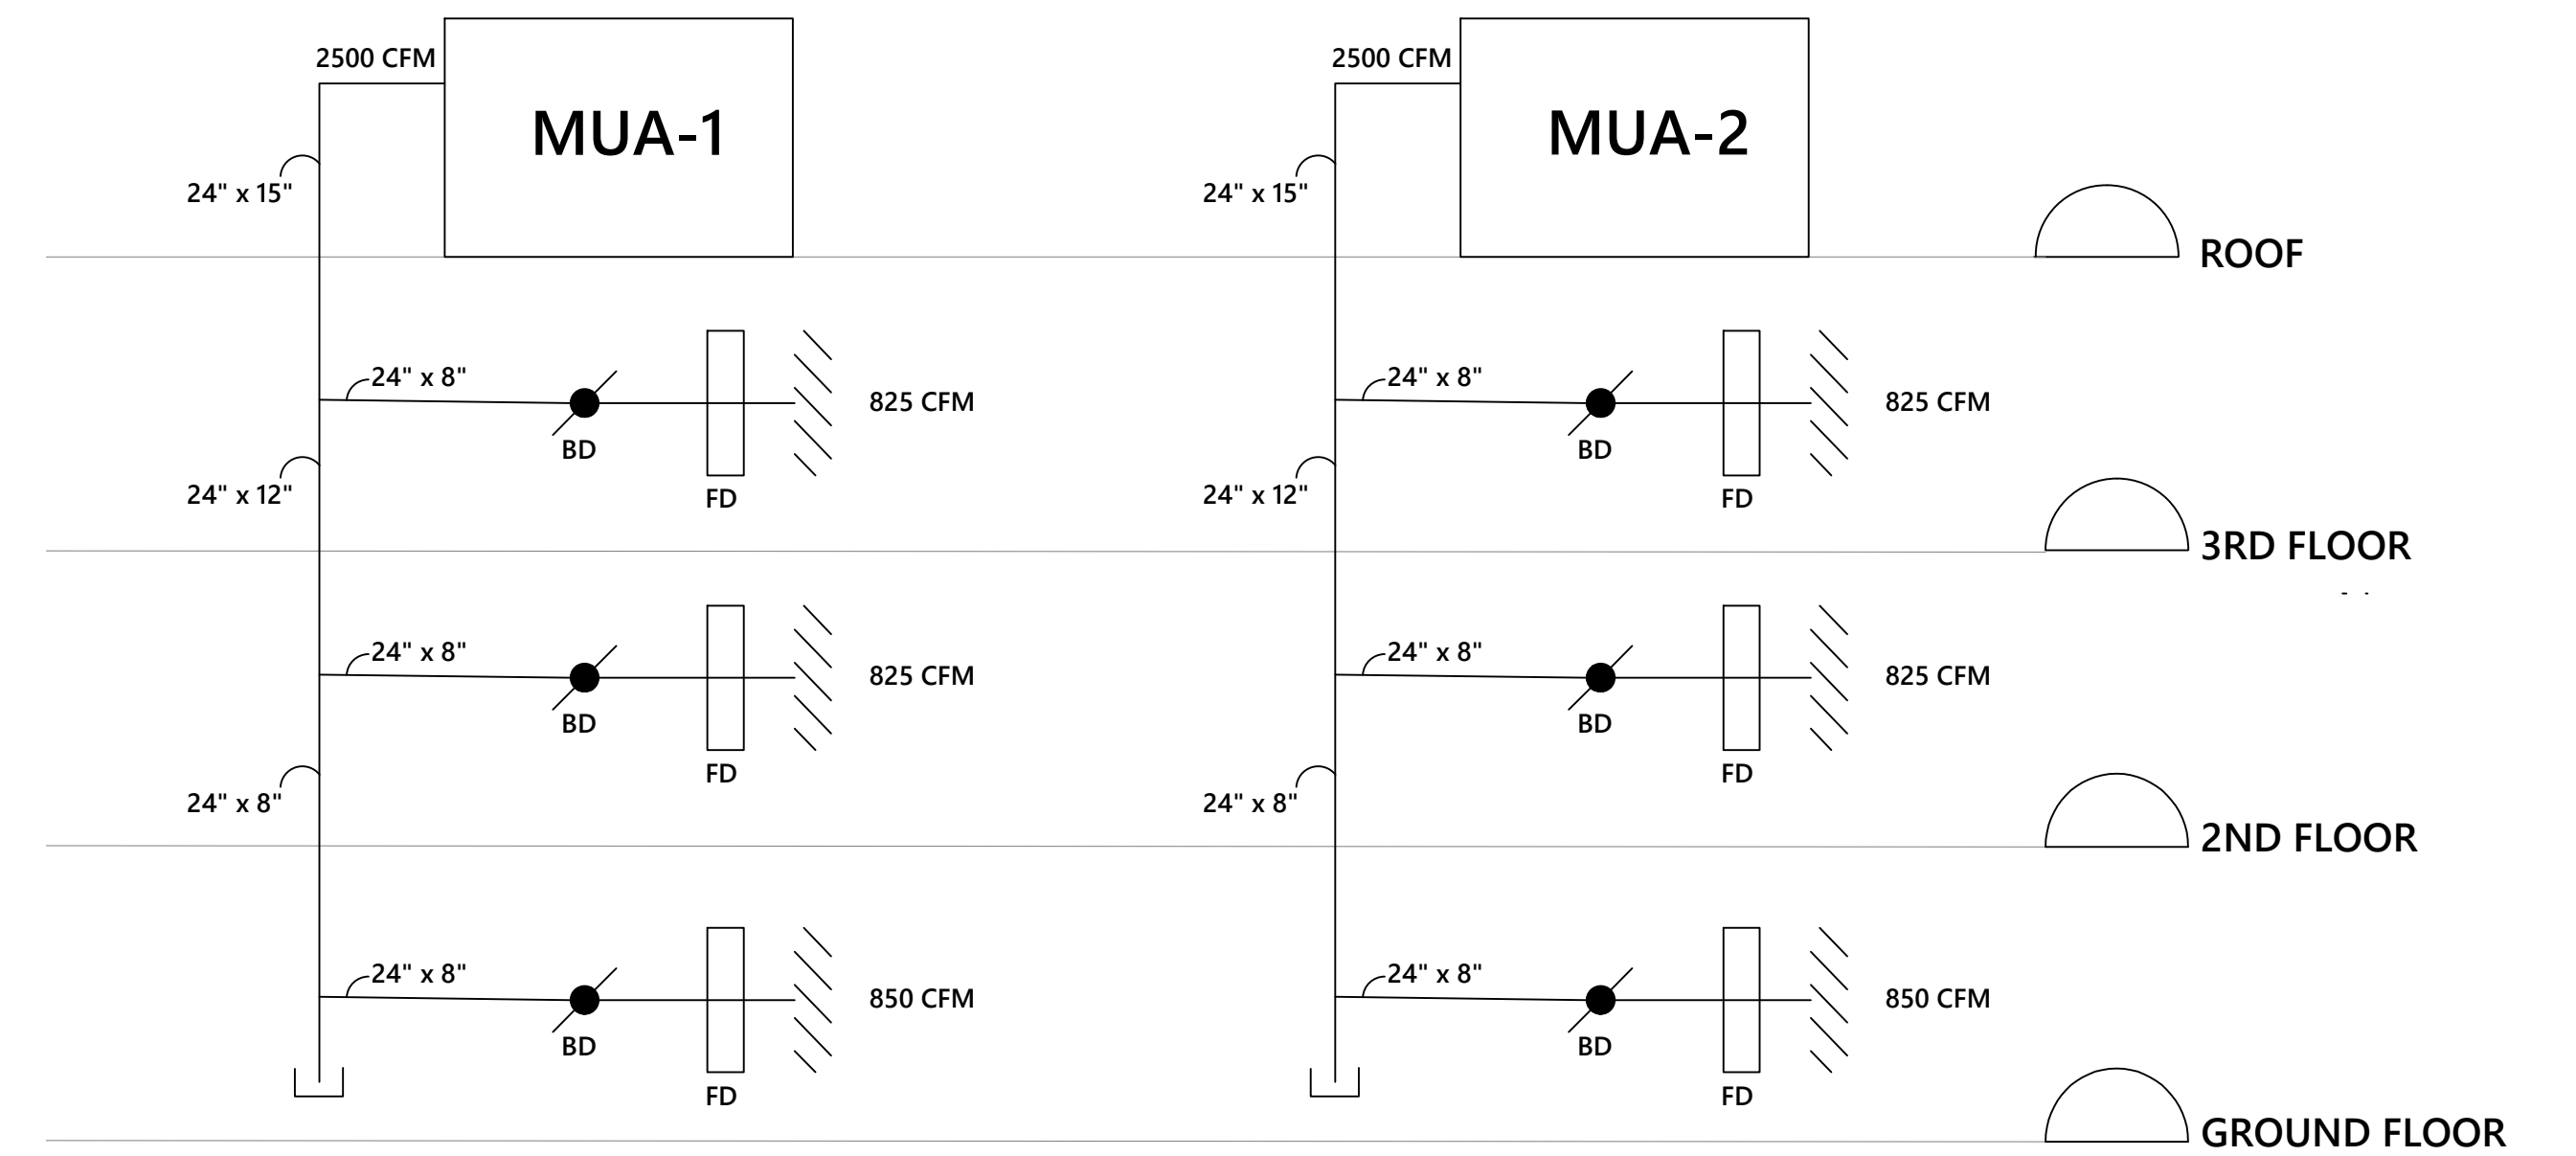 2500 CFM
MUA-1
24" x 15"
2500 CFM
MUA-2
24" x 15"
ROOF
24" x 8"
BD
FD
825 CFM
24" x 12"
24" x 8"
BD
FD
825 CFM
24" x 12"
3RD FLOOR
24" x 8"
BD
FD
825 CFM
24" x 8"
24" x 8"
BD
FD
825 CFM
24" x 8"
2ND FLOOR
24" x 8"
BD
FD
850 CFM
24" x 8"
BD
FD
850 CFM
GROUND FLOOR